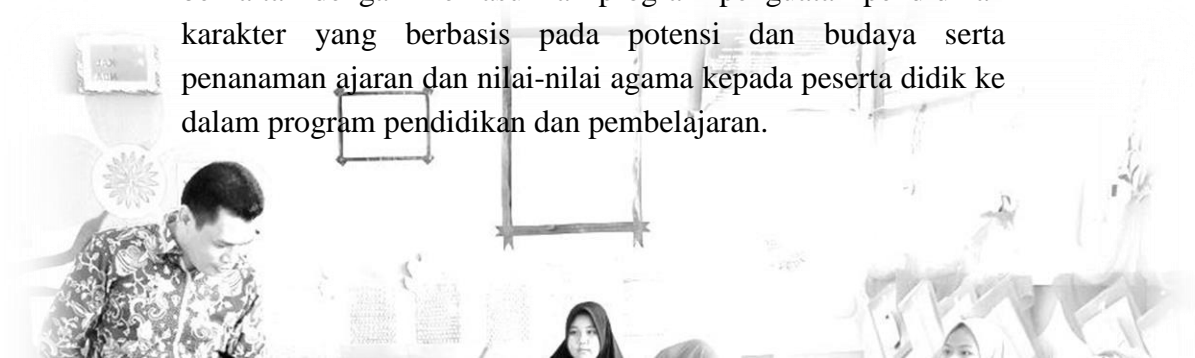 karakter yang berbasis pada potensi dan budaya serta
penanaman ajaran dan nilai-nilai agama kepada peserta didik ke
dalam program pendidikan dan pembelajaran.